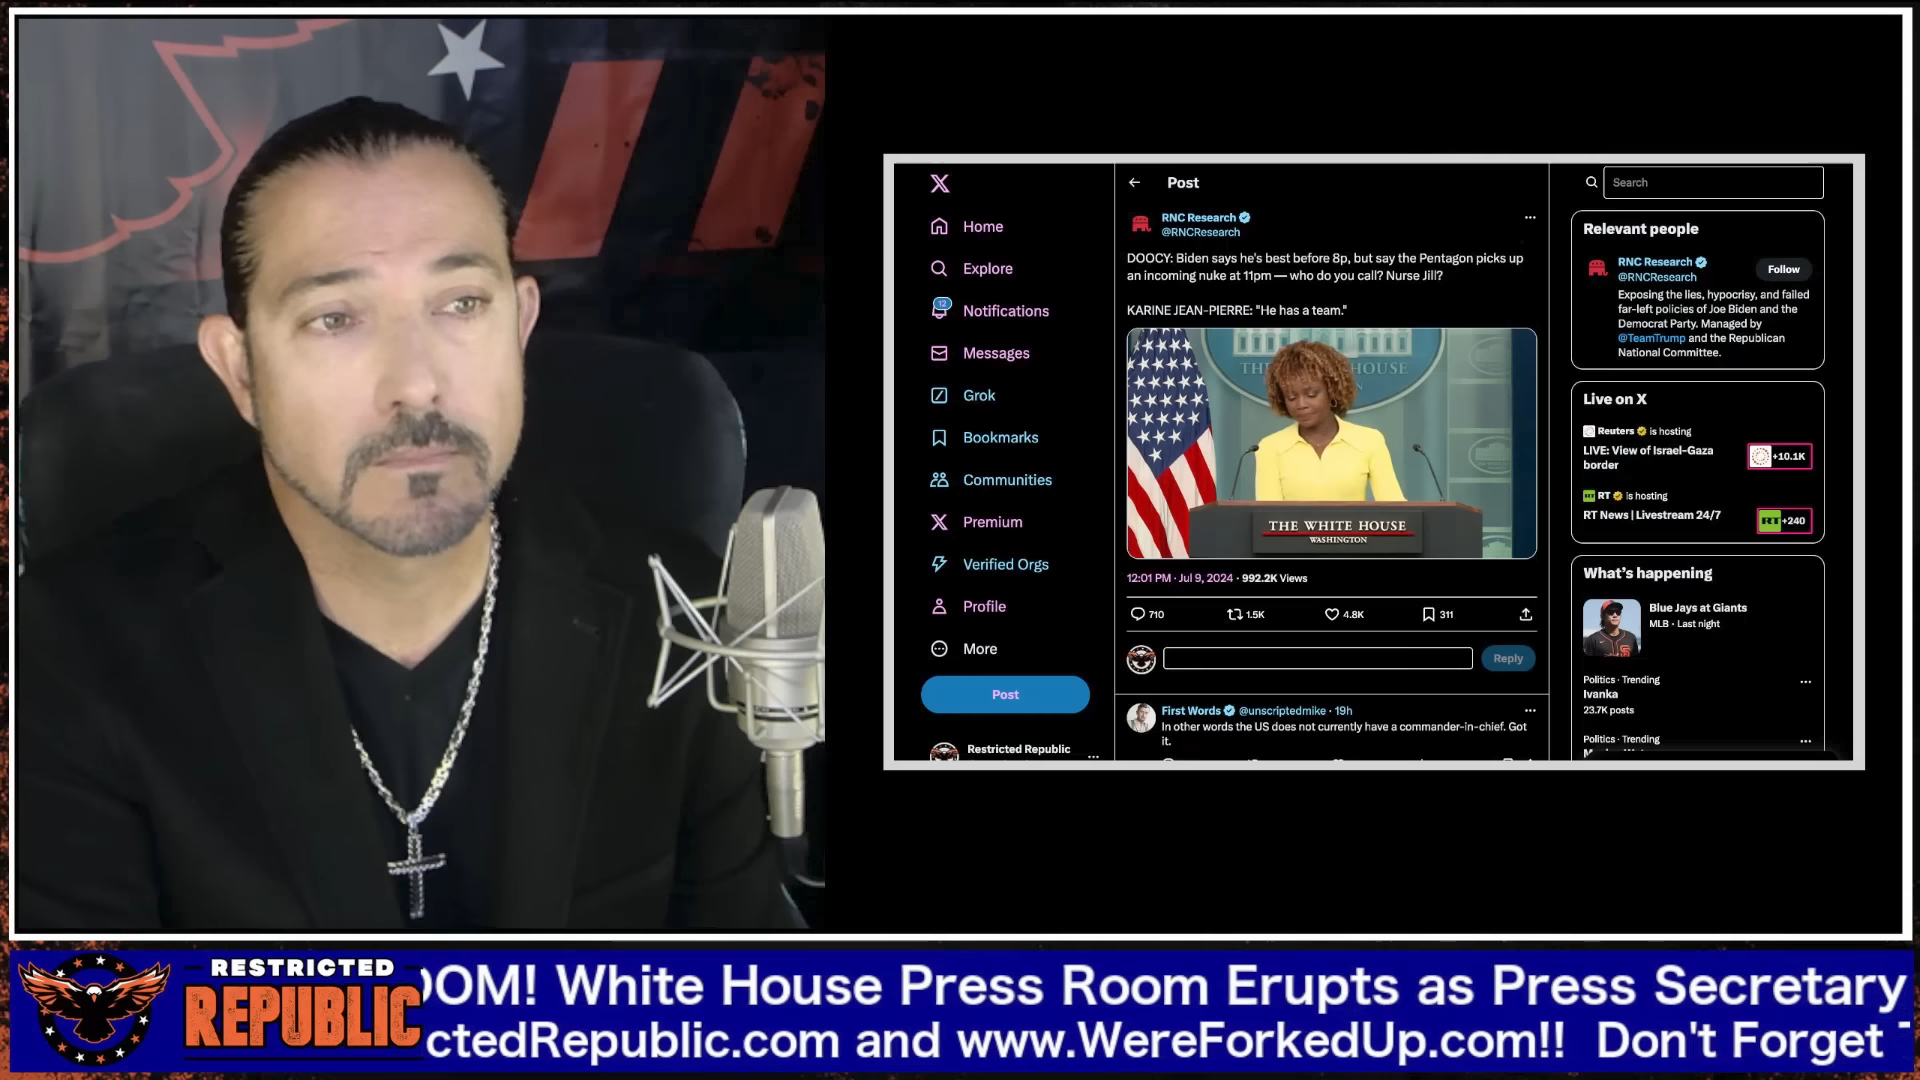 X
Home
Explore
12
Notifications
Messages
Grok
Bookmarks
Communities
Premium
Verified Orgs
Profile
More
Post
Restricted Republic
Post
RNC Research
@RNCResearch
DOOCY: Biden says he's best before 8p, but say the Pentagon picks up
an incoming nuke at 11pm — who do you call? Nurse Jill?
KARINE JEAN-PIERRE: "He has a team."
THE WHITE HOUSE
WASHINGTON
12:01 PM · Jul 9, 2024 · 992.2K Views
710 1.5K 4.8K 311
Reply
First Words @unscriptedmike · 19h
In other words the US does not currently have a commander-in-chief. Got
it.
Search
Relevant people
RNC Research
@RNCResearch
Follow
Exposing the lies, hypocrisy, and failed
far-left policies of Joe Biden and the
Democrat Party. Managed by
@TeamTrump and the Republican
National Committee.
Live on X
Reuters is hosting
LIVE: View of Israel-Gaza
border
+10.1K
RT RT is hosting
RT News | Livestream 24/7
RT +240
What's happening
Blue Jays at Giants
MLB · Last night
Politics · Trending
Ivanka
23.7K posts
Politics · Trending
RESTRICTED
REPUBLIC
OOM! White House Press Room Erupts as Press Secretary
ctedRepublic.com and www.WereForkedUp.com!! Don't Forget